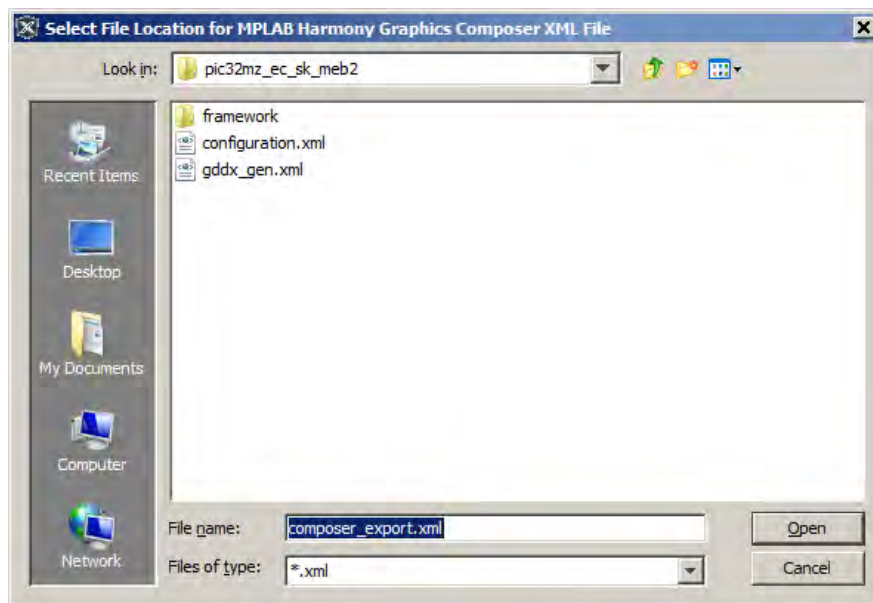 Select File Location for MPLAB Harmony Graphics Composer XML File
Look in: pic32mz_ec_sk_meb2
framework
configuration.xml
gddx_gen.xml
Recent Items
Desktop
My Documents
Computer
Network
File name: composer_export.xml Open
Files of type: *.xml Cancel